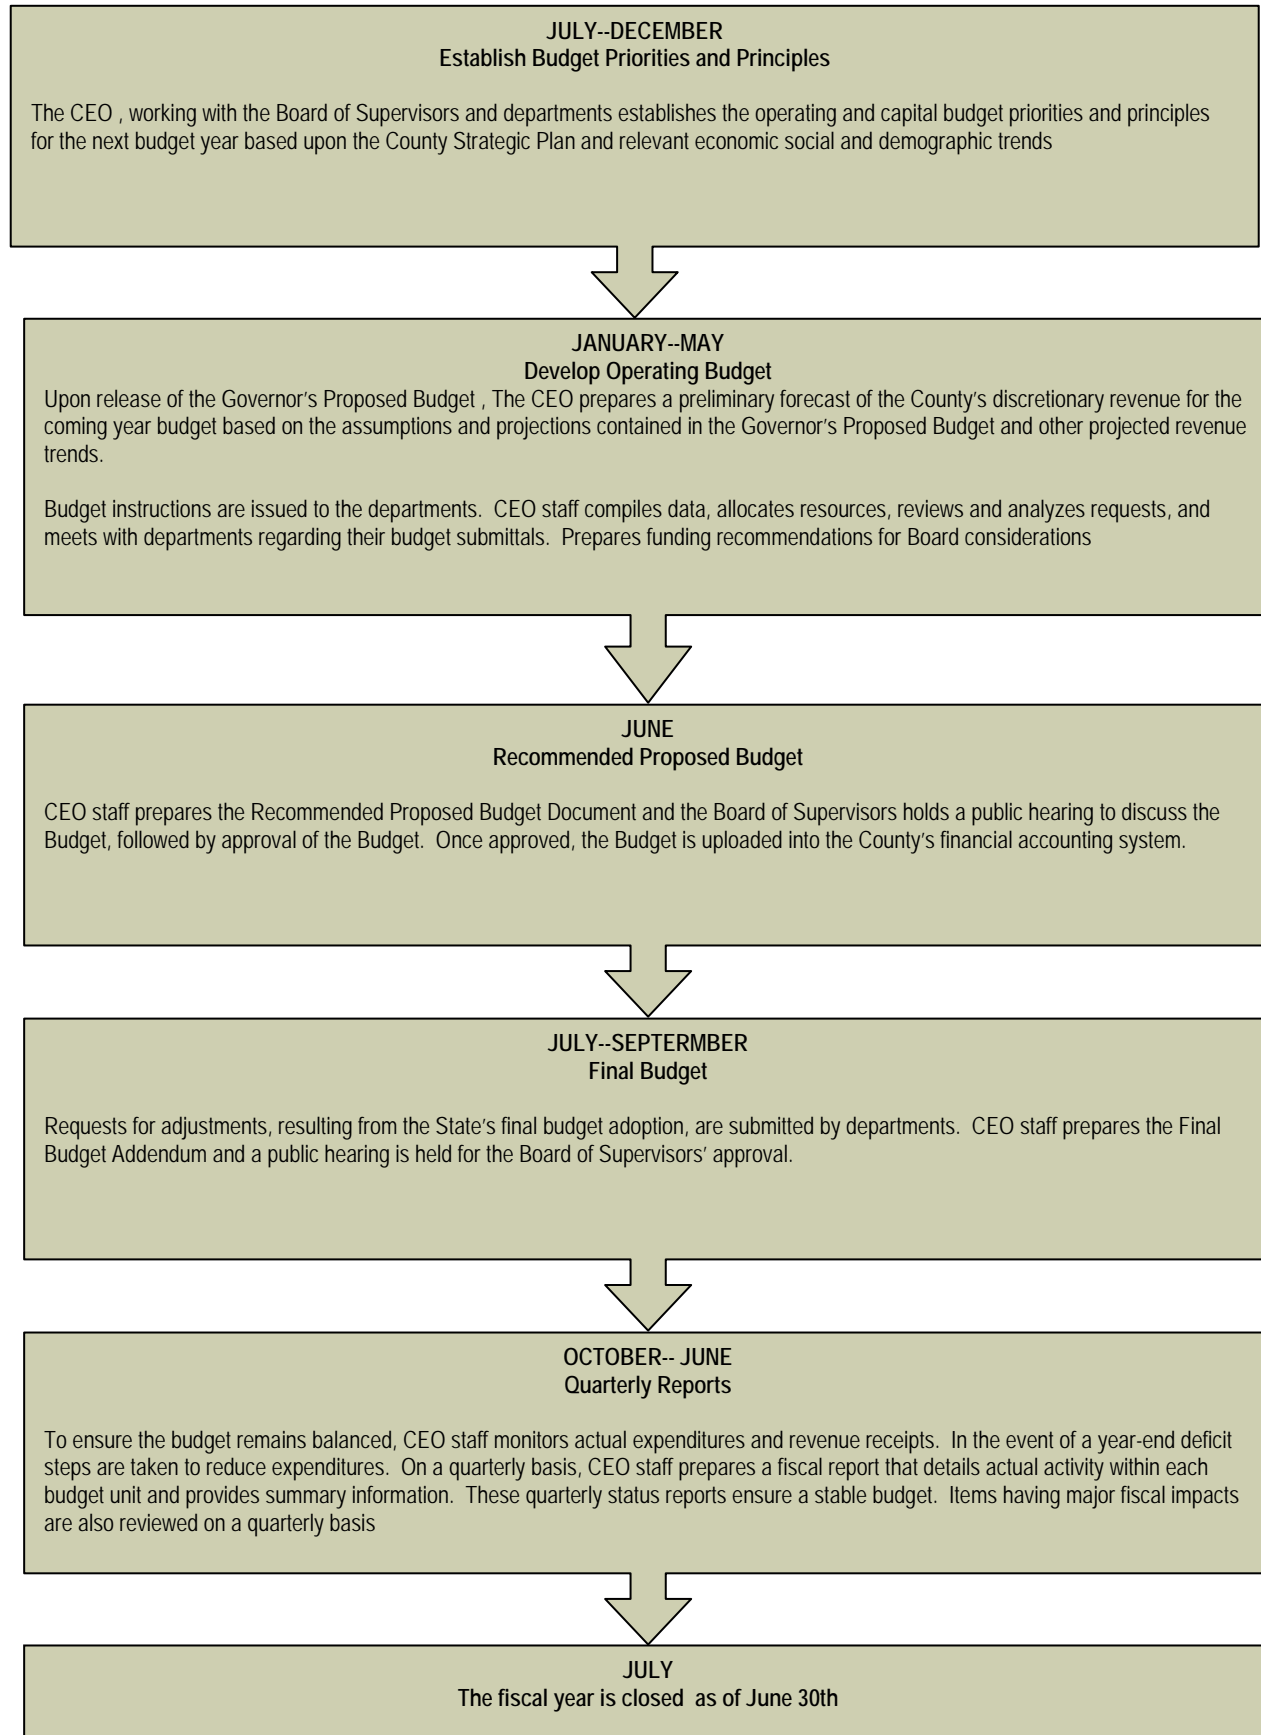 JULY--DECEMBER
Establish Budget Priorities and Principles
The CEO , working with the Board of Supervisors and departments establishes the operating and capital budget priorities and principles
for the next budget year based upon the County Strategic Plan and relevant economic social and demographic trends
JANUARY--MAY
Develop Operating Budget
Upon release of the Governor's Proposed Budget , The CEO prepares a preliminary forecast of the County's discretionary revenue for the
coming year budget based on the assumptions and projections contained in the Governor's Proposed Budget and other projected revenue
trends.
Budget instructions are issued to the departments.  CEO staff compiles data, allocates resources, reviews and analyzes requests, and
meets with departments regarding their budget submittals.  Prepares funding recommendations for Board considerations
JUNE
Recommended Proposed Budget
CEO staff prepares the Recommended Proposed Budget Document and the Board of Supervisors holds a public hearing to discuss the
Budget, followed by approval of the Budget.  Once approved, the Budget is uploaded into the County's financial accounting system.
JULY--SEPTERMBER
Final Budget
Requests for adjustments, resulting from the State's final budget adoption, are submitted by departments.  CEO staff prepares the Final
Budget Addendum and a public hearing is held for the Board of Supervisors' approval.
OCTOBER-- JUNE
Quarterly Reports
To ensure the budget remains balanced, CEO staff monitors actual expenditures and revenue receipts.  In the event of a year-end deficit
steps are taken to reduce expenditures.  On a quarterly basis, CEO staff prepares a fiscal report that details actual activity within each
budget unit and provides summary information.  These quarterly status reports ensure a stable budget.  Items having major fiscal impacts
are also reviewed on a quarterly basis
JULY
The fiscal year is closed  as of June 30th